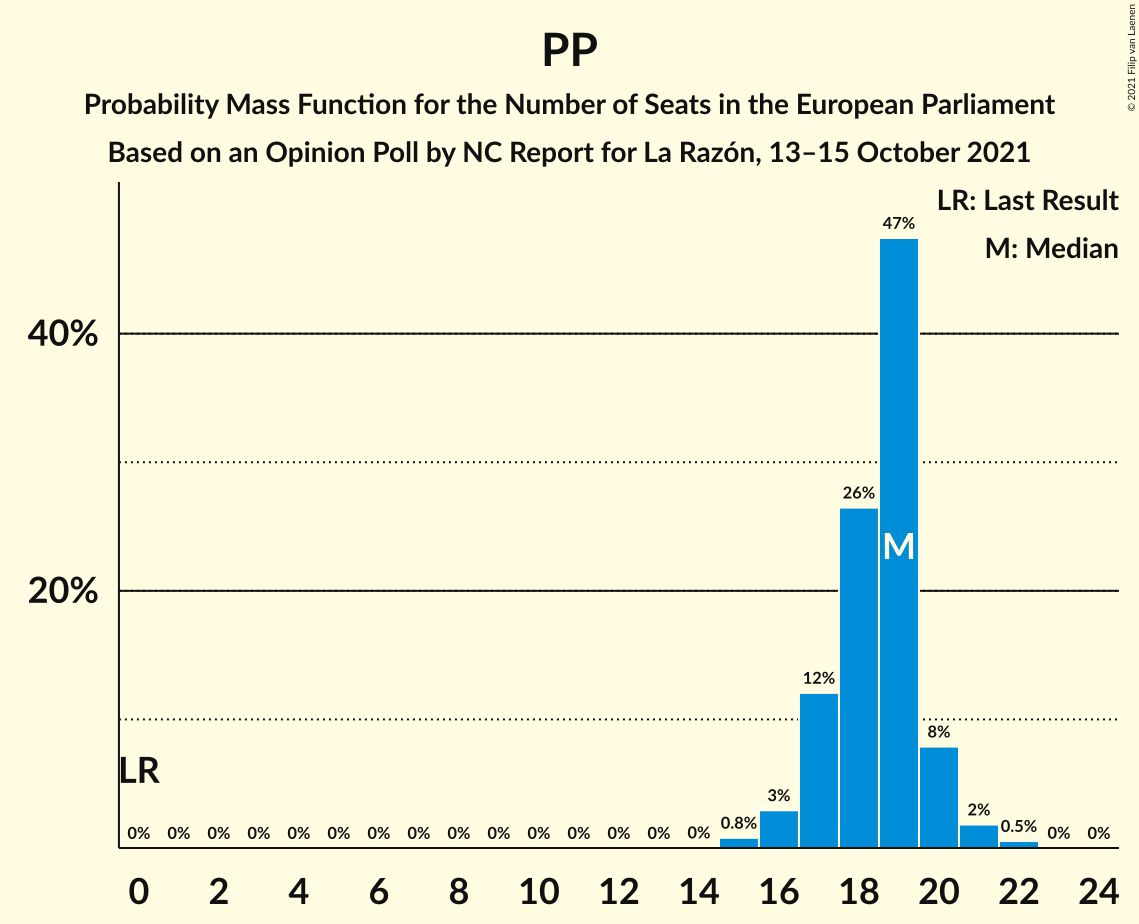 PP
Probability Mass Function for the Number of Seats in the European Parliament
Based on an Opinion Poll by NC Report for La Razón, 13–15 October 2021
© 2021 Filip van Laenen
LR: Last Result
M: Median
47%
40%
26%
M
20%
12%
8%
LR
3%
2%
0% 0% 0% 0% 0% 0% 0% 0% 0% 0% 0% 0% 0% 0% 0% 0.8% 0.5% 0% 0%
0 2 4 6 8 10 12 14 16 18 20 22 24